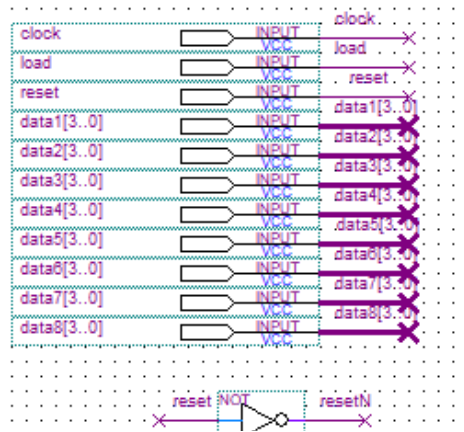 clock
clock INPUT
VCC
load
load INPUT
VCC
reset
reset INPUT
VCC
data1[3..0]
data1[3..0] INPUT
VCC
data2[3..0]
data2[3..0] INPUT
VCC
data3[3..0]
data3[3..0] INPUT
VCC
data4[3..0]
data4[3..0] INPUT
VCC
data5[3..0]
data5[3..0] INPUT
VCC
data6[3..0]
data6[3..0] INPUT
VCC
data7[3..0]
data7[3..0] INPUT
VCC
data8[3..0]
data8[3..0] INPUT
VCC
reset NOT resetN